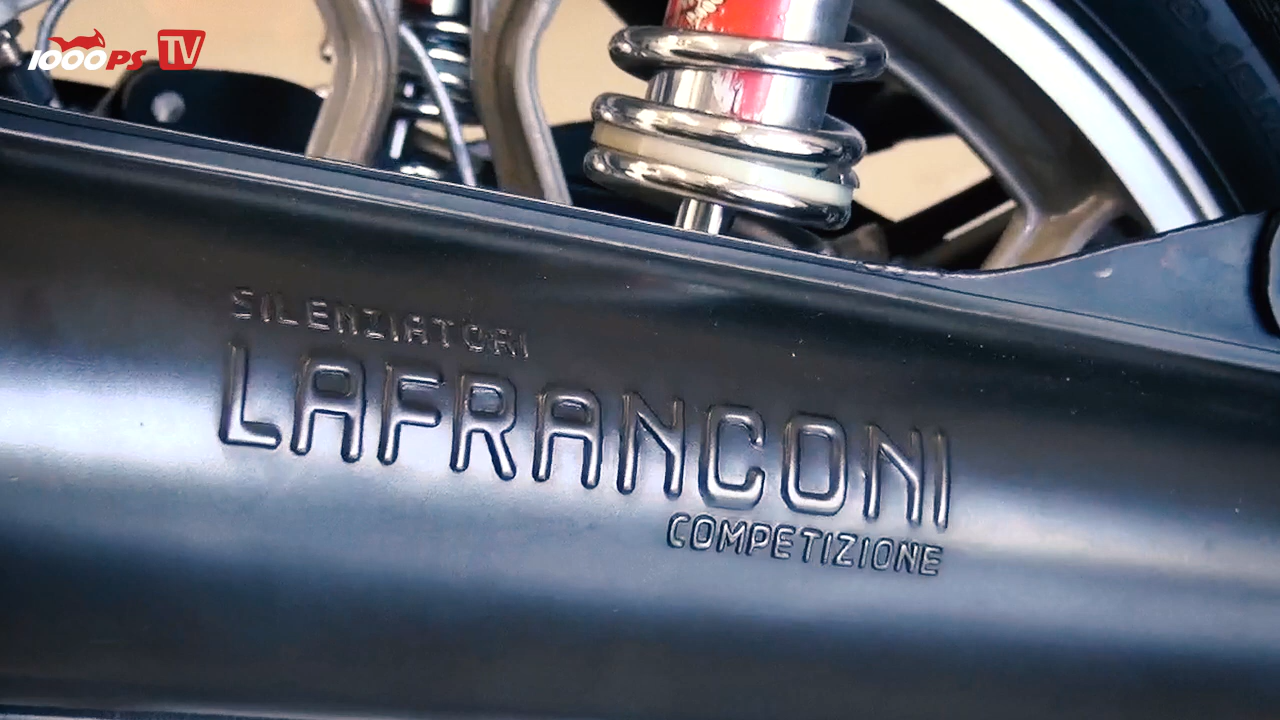 1000PS TV
SILENZIATORI
LAFRANCONI
COMPETIZIONE